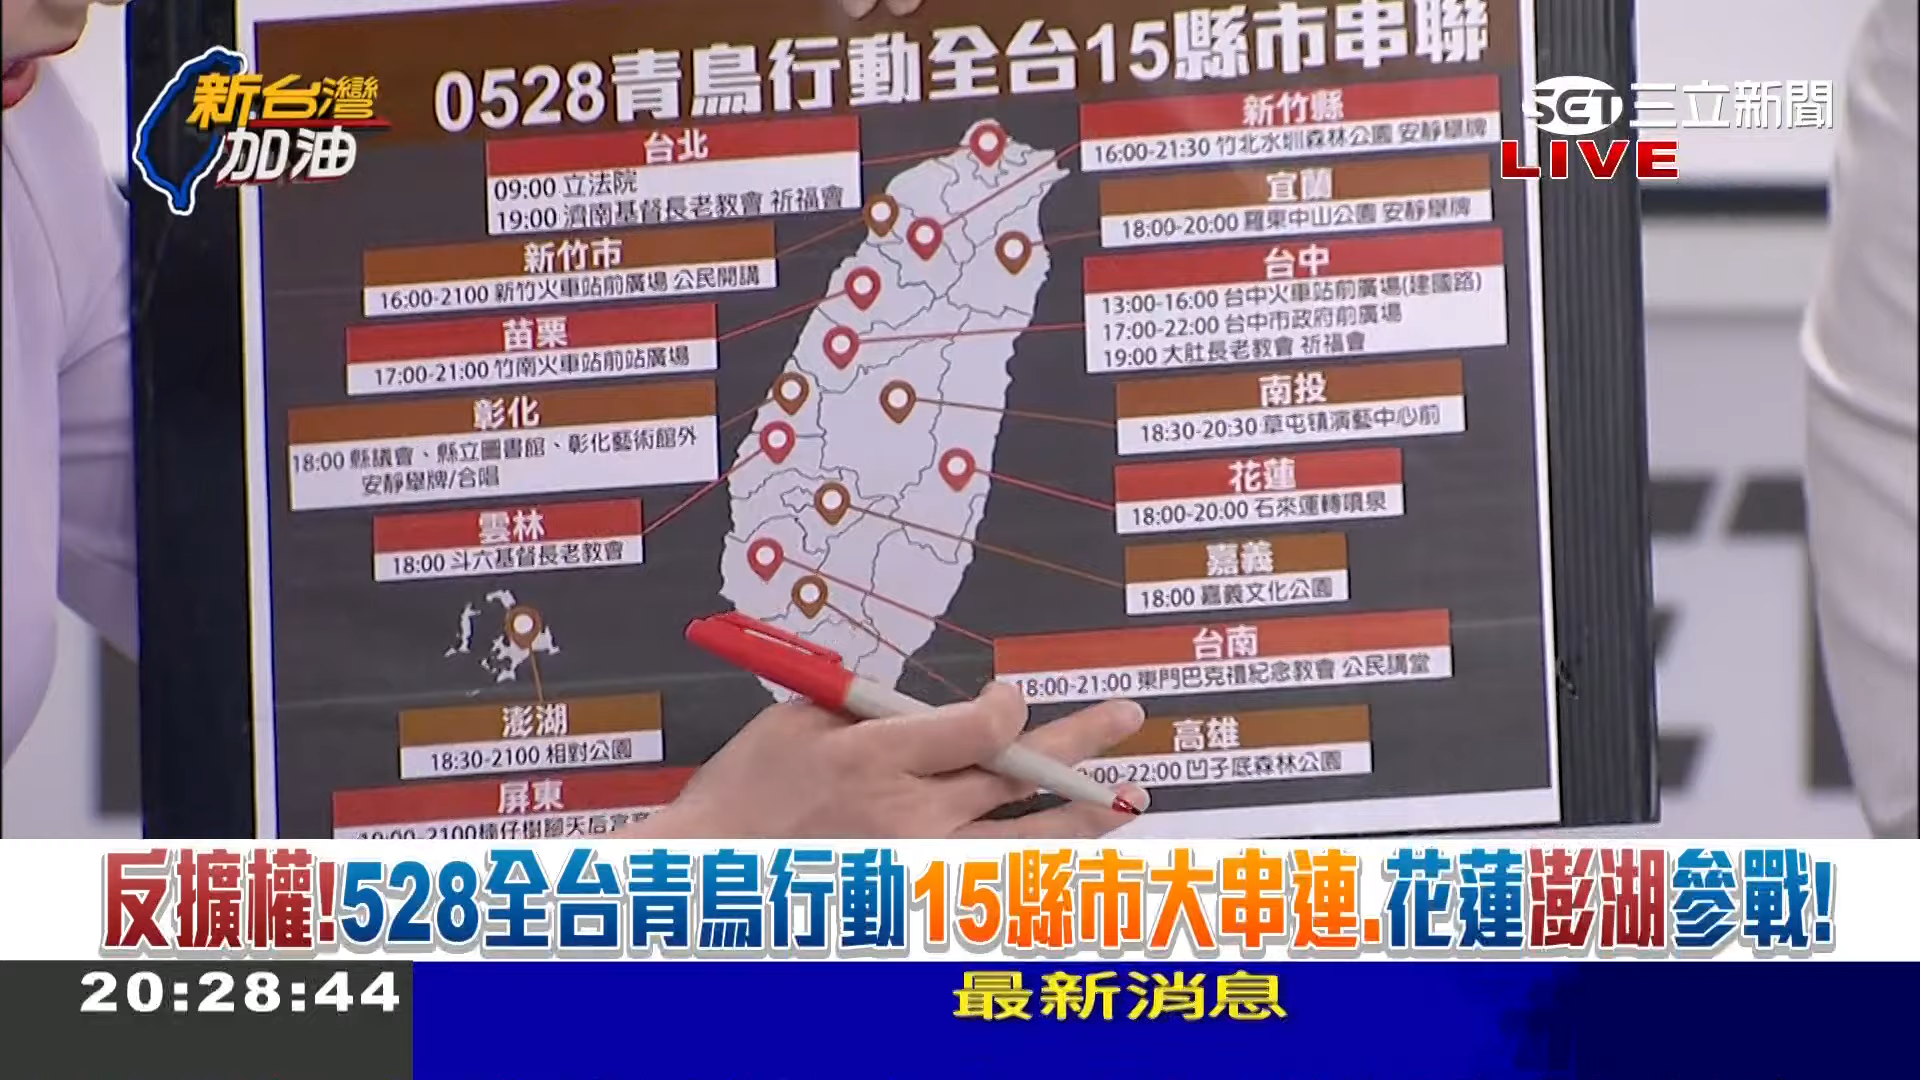 新台灣
加油
0528青鳥行動全台15縣市串聯
SET三立新聞
LIVE
台北
09:00 立法院
19:00 濟南基督長老教會 祈福會
新竹市
16:00-2100 新竹火車站前廣場 公民開講
苗栗
17:00-21:00 竹南火車站前站廣場
彰化
18:00 縣議會、縣立圖書館、彰化藝術館外
安靜舉牌/合唱
雲林
18:00 斗六基督長老教會
澎湖
18:30-2100 相對公園
屏東
新竹縣
16:00-21:30 竹北水圳森林公園 安靜舉牌
宜蘭
18:00-20:00 羅東中山公園 安靜舉牌
台中
13:00-16:00 台中火車站前廣場(建國路)
17:00-22:00 台中市政府前廣場
19:00 大肚長老教會 祈福會
南投
18:30-20:30 草屯镇演藝中心前
花蓮
18:00-20:00 石來運轉噴泉
嘉義
18:00 嘉義文化公園
台南
18:00-21:00 東門巴克禮紀念教會 公民講堂
高雄
00-22:00 凹子底森林公園
反擴權!528全台青鳥行動15縣市大串連.花蓮澎湖參戰!
20:28:44
最新消息